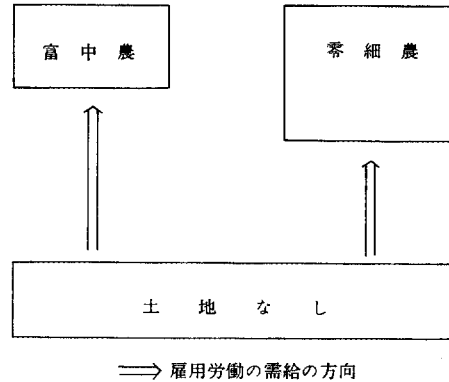 富中農
零細農
土地なし
⟹ 雇用労働の需給の方向